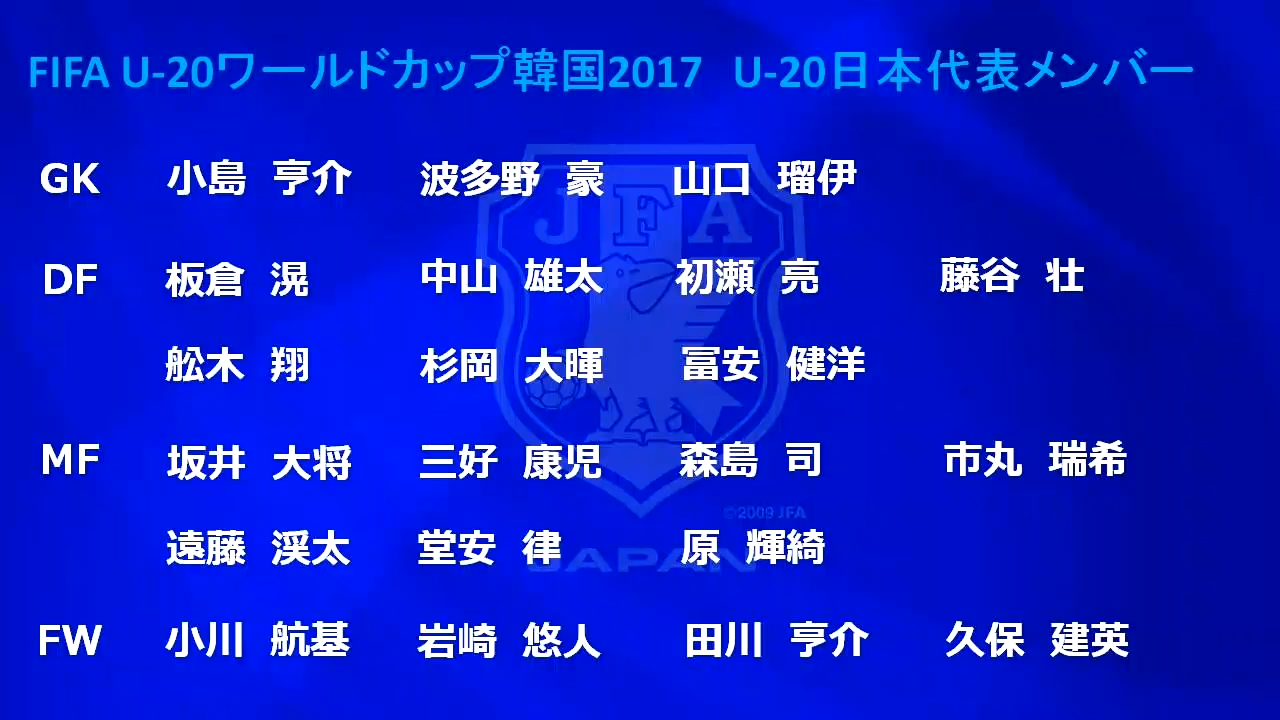 FIFA U-20ワールドカップ韓国2017 U-20日本代表メンバー
GK 小島 亨介 波多野 豪 山口 瑠伊
DF 板倉 滉 中山 雄太 初瀬 亮 藤谷 壮
舩木 翔 杉岡 大暉 冨安 健洋
MF 坂井 大将 三好 康児 森島 司 市丸 瑞希
遠藤 渓太 堂安 律 原 輝綺
FW 小川 航基 岩崎 悠人 田川 亨介 久保 建英
JFA
©2009 JFA
JAPAN